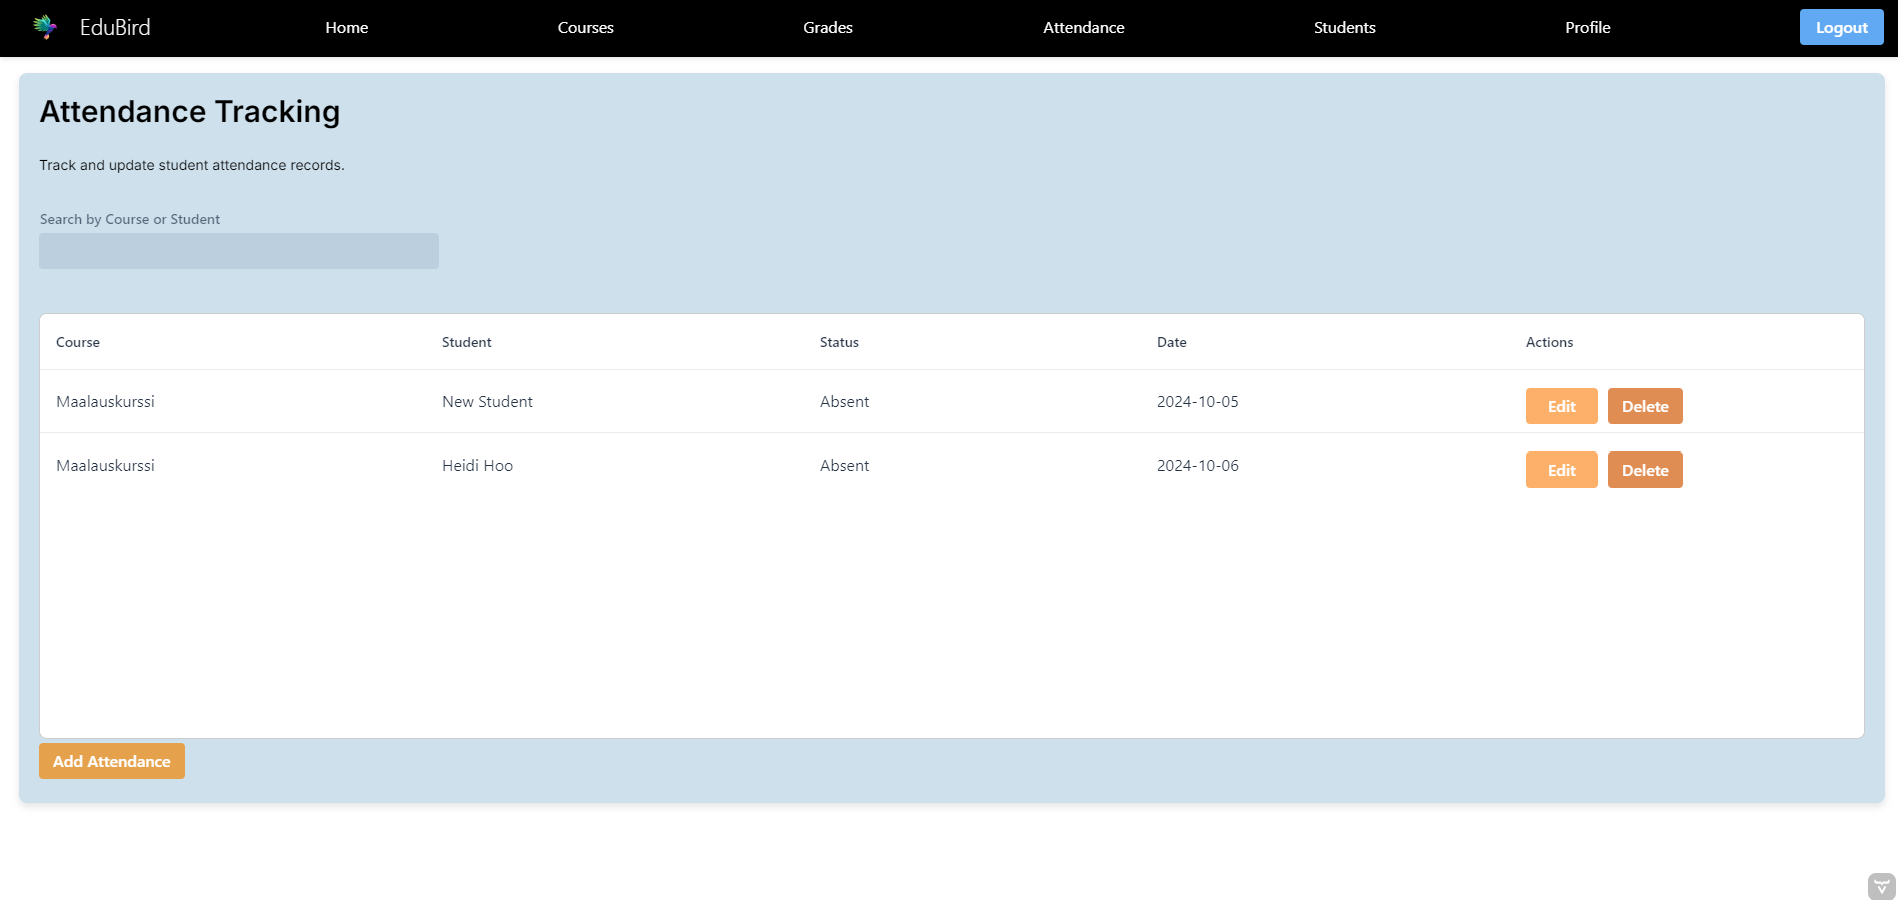 EduBird Home Courses Grades Attendance Students Profile Logout
Attendance Tracking
Track and update student attendance records.
Search by Course or Student
Course Student Status Date Actions
Maalauskurssi New Student Absent 2024-10-05 Edit Delete
Maalauskurssi Heidi Hoo Absent 2024-10-06 Edit Delete
Add Attendance